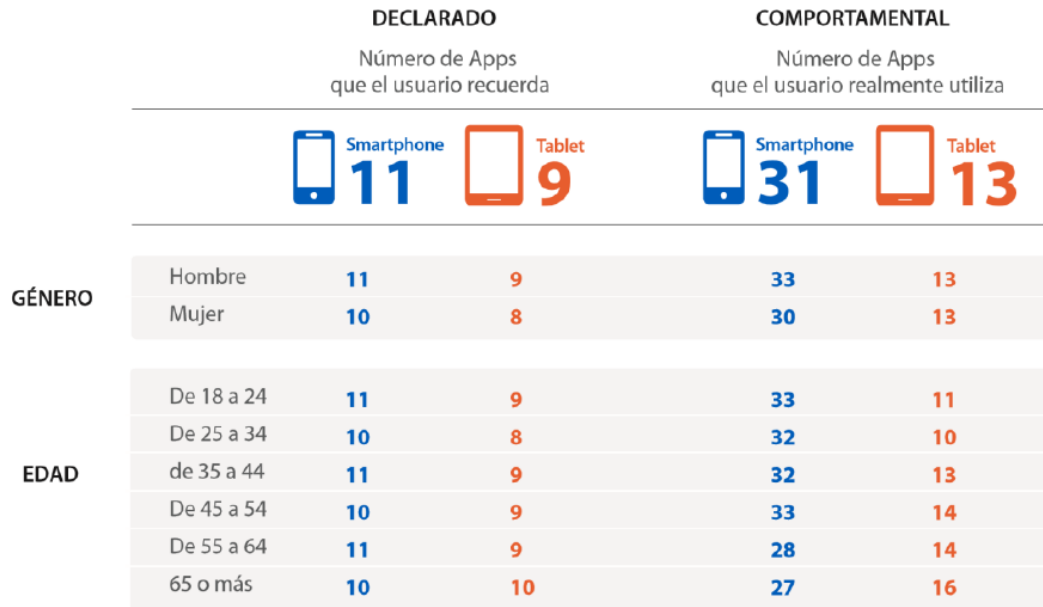 DECLARADO COMPORTAMENTAL
Número de Apps Número de Apps
que el usuario recuerda que el usuario realmente utiliza
Smartphone Tablet Smartphone Tablet
11 9 31 13
GÉNERO
Hombre 11 9 33 13
Mujer 10 8 30 13
EDAD
De 18 a 24 11 9 33 11
De 25 a 34 10 8 32 10
de 35 a 44 11 9 32 13
De 45 a 54 10 9 33 14
De 55 a 64 11 9 28 14
65 o más 10 10 27 16